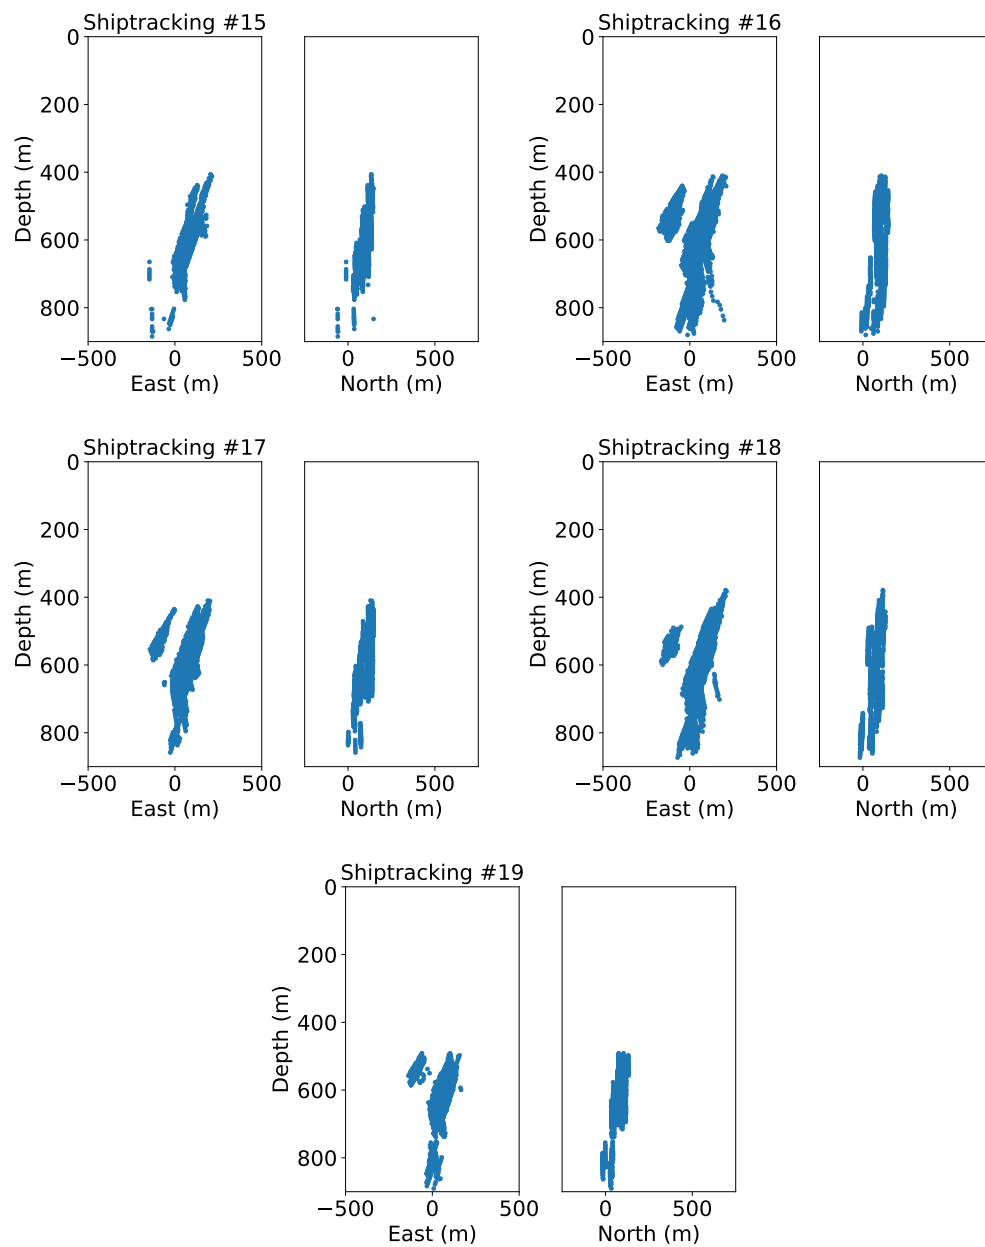 Shiptracking #15
0
200
400
600
800
Depth (m)
−500 0 500
East (m)
0 500
North (m)
Shiptracking #16
0
200
400
600
800
Depth (m)
−500 0 500
East (m)
0 500
North (m)
Shiptracking #17
0
200
400
600
800
Depth (m)
−500 0 500
East (m)
0 500
North (m)
Shiptracking #18
0
200
400
600
800
Depth (m)
−500 0 500
East (m)
0 500
North (m)
Shiptracking #19
0
200
400
600
800
Depth (m)
−500 0 500
East (m)
0 500
North (m)